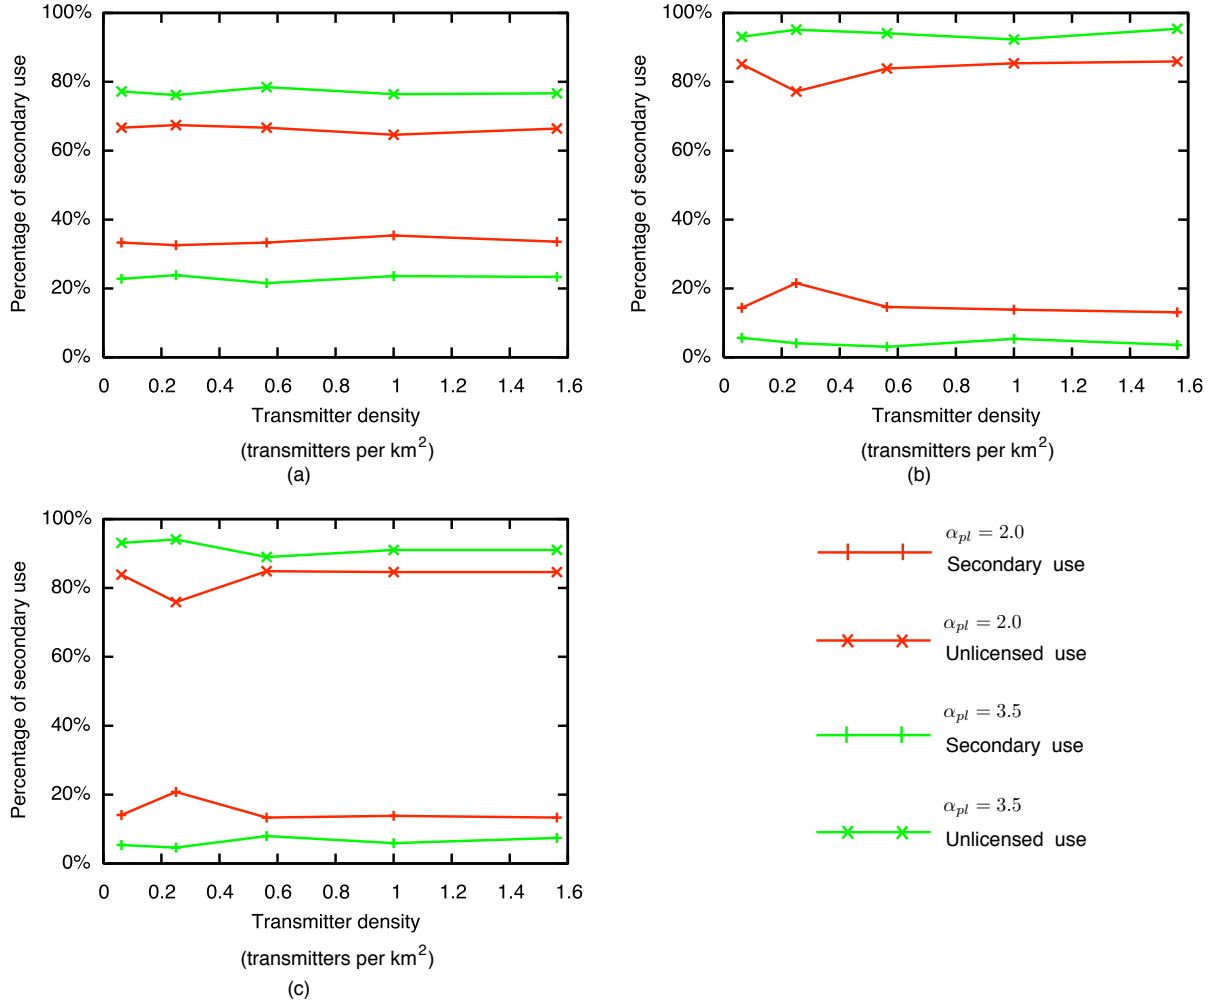 100%
80%
60%
40%
20%
0%
Percentage of secondary use
0 0.2 0.4 0.6 0.8 1 1.2 1.4 1.6
Transmitter density
(transmitters per km²)
(a)
100%
80%
60%
40%
20%
0%
Percentage of secondary use
0 0.2 0.4 0.6 0.8 1 1.2 1.4 1.6
Transmitter density
(transmitters per km²)
(b)
100%
80%
60%
40%
20%
0%
Percentage of secondary use
0 0.2 0.4 0.6 0.8 1 1.2 1.4 1.6
Transmitter density
(transmitters per km²)
(c)
α_pl = 2.0
Secondary use
α_pl = 2.0
Unlicensed use
α_pl = 3.5
Secondary use
α_pl = 3.5
Unlicensed use